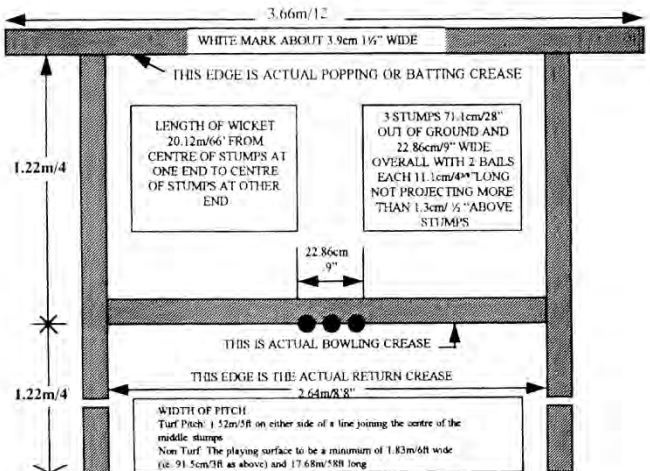 3.66m/12
WHITE MARK ABOUT 3.9cm 1½" WIDE
THIS EDGE IS ACTUAL POPPING OR BATTING CREASE
LENGTH OF WICKET
20.12m/66' FROM
CENTRE OF STUMPS AT
ONE END TO CENTRE
OF STUMPS AT OTHER
END
3 STUMPS 71.1cm/28"
OUT OF GROUND AND
22.86cm/9" WIDE
OVERALL WITH 2 BAILS
EACH 11.1cm/4 LONG
NOT PROJECTING MORE
THAN 1.3cm/ ½ "ABOVE
STUMPS
1.22m/4'
22.86cm
.9"
THIS IS ACTUAL BOWLING CREASE
THIS EDGE IS THE ACTUAL RETURN CREASE
2.64m/8'8"
1.22m/4'
WIDTH OF PITCH
Turf Pitch: 1 52m/5ft on either side of a line joining the centre of the
middle stumps
Non Turf: The playing surface to be a minimum of 1.83m/6ft wide
(ie. 91 5cm/3ft as above) and 17.68m/58ft long